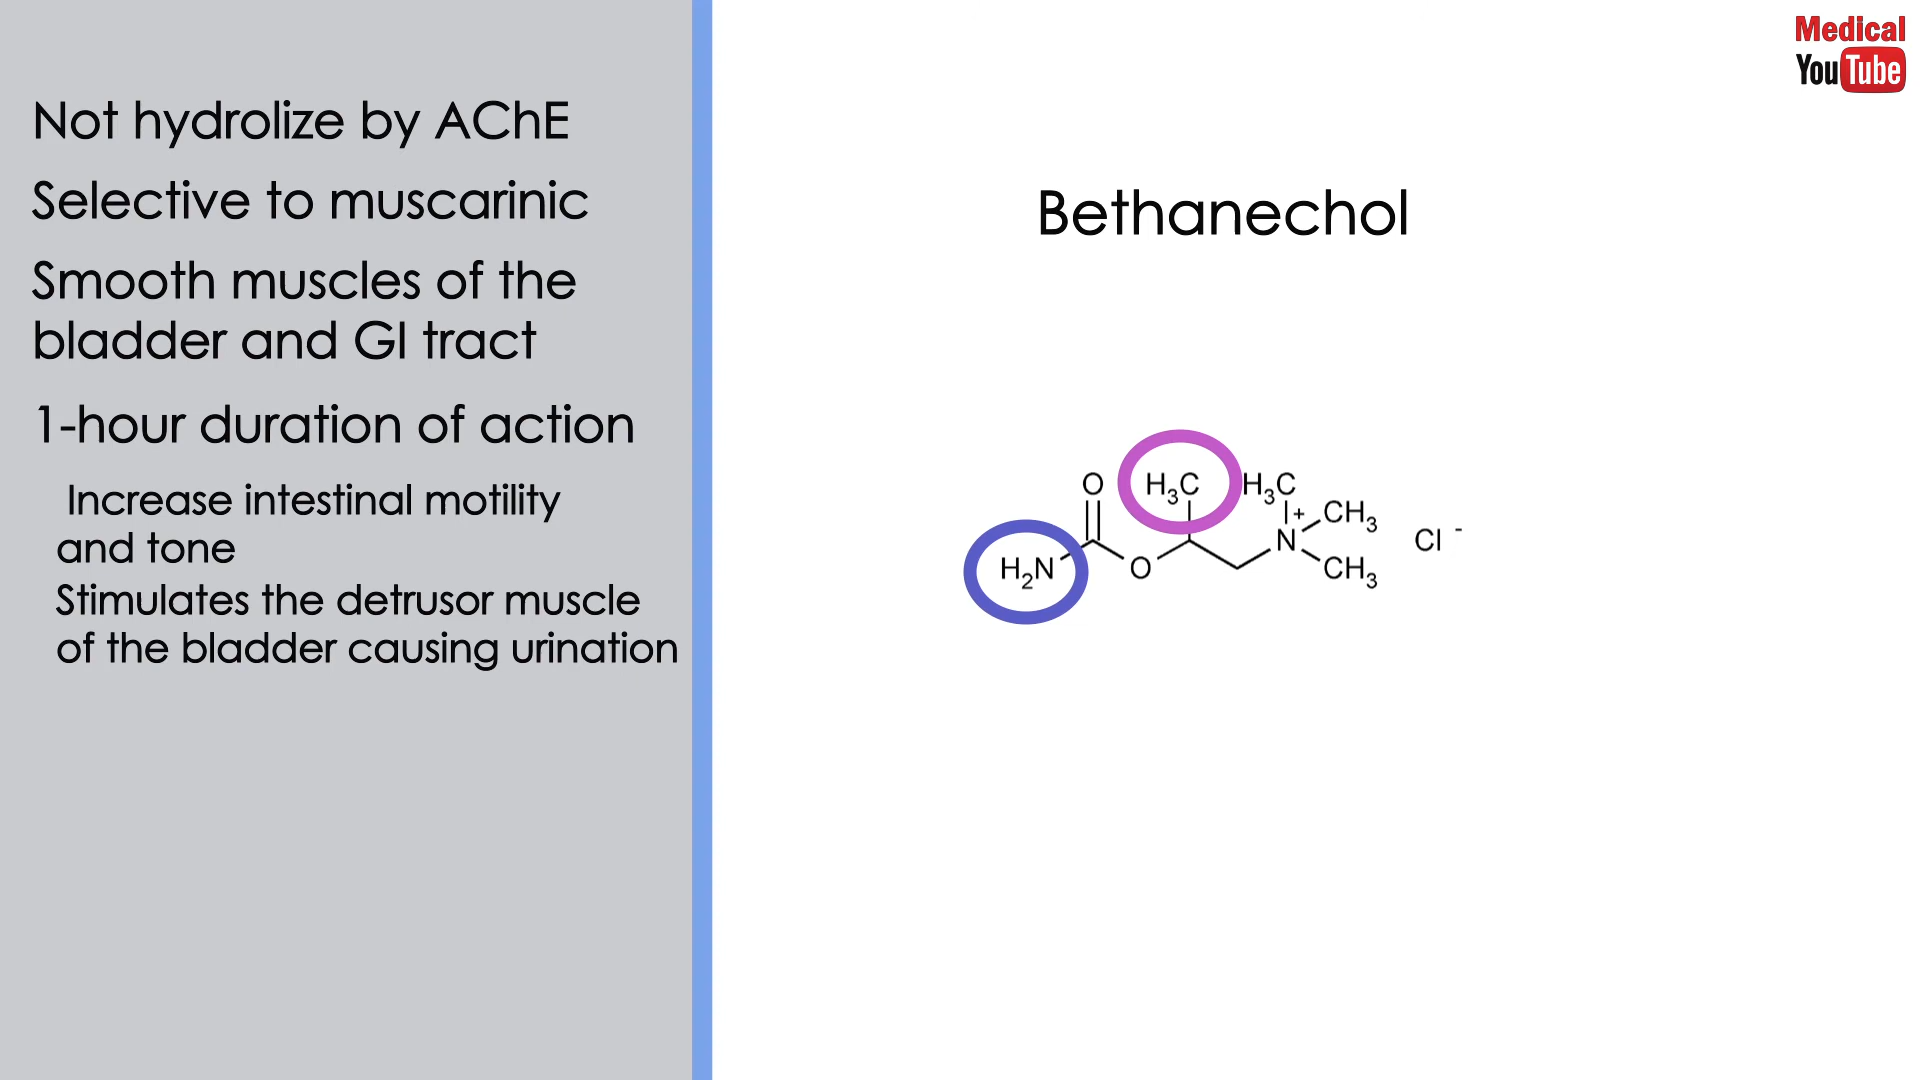 Medical
YouTube
Not hydrolize by AChE
Selective to muscarinic
Smooth muscles of the
bladder and GI tract
1-hour duration of action
Increase intestinal motility
and tone
Stimulates the detrusor muscle
of the bladder causing urination
Bethanechol
O H₃C H₃C
+ CH₃
N Cl -
H₂N O CH₃